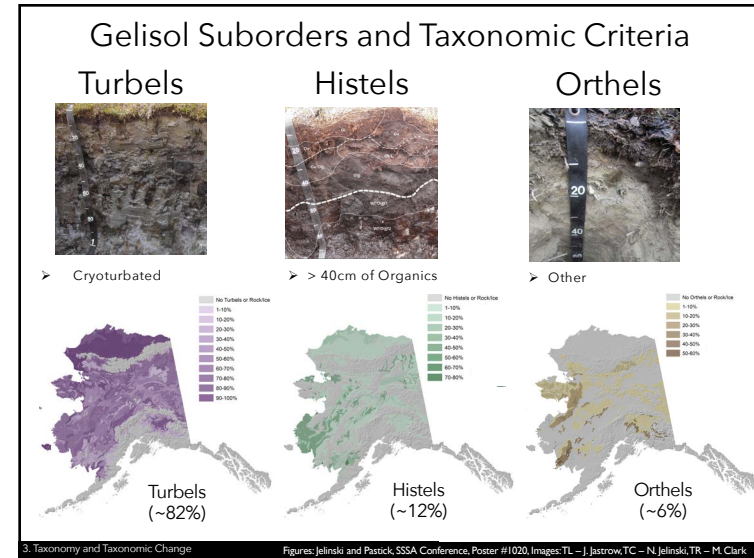 Gelisol Suborders and Taxonomic Criteria
Turbels
Histels
Orthels
20
40
➤ Cryoturbated
➤ > 40cm of Organics
➤ Other
No Turbels or Rock/Ice
1-10%
10-20%
20-30%
30-40%
40-50%
50-60%
60-70%
70-80%
80-90%
90-100%
No Histels or Rock/Ice
1-10%
10-20%
20-30%
30-40%
40-50%
50-60%
60-70%
70-80%
No Orthels or Rock/Ice
1-10%
10-20%
20-30%
30-40%
40-50%
50-60%
Turbels
(~82%)
Histels
(~12%)
Orthels
(~6%)
3. Taxonomy and Taxonomic Change
Figures: Jelinski and Pastick, SSSA Conference, Poster #1020, Images: TL – J. Jastrow, TC – N. Jelinski, TR – M. Clark